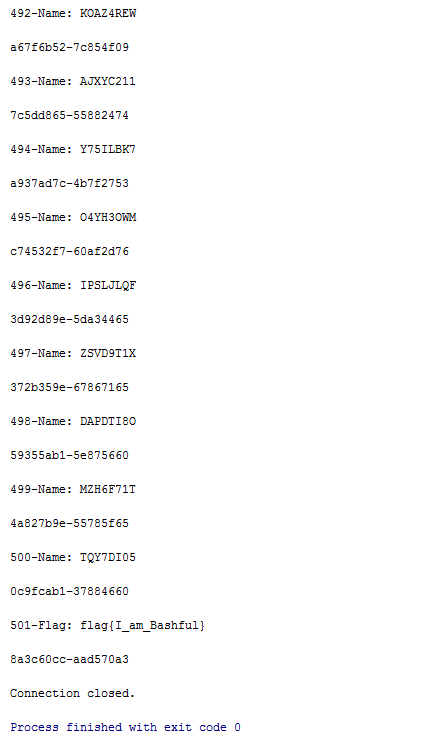 492-Name: KOAZ4REW
a67f6b52-7c854f09
493-Name: AJXYC211
7c5dd865-55882474
494-Name: Y75ILBK7
a937ad7c-4b7f2753
495-Name: O4YH3OWM
c74532f7-60af2d76
496-Name: IPSLJLQF
3d92d89e-5da34465
497-Name: ZSVD9T1X
372b359e-67867165
498-Name: DAPDTI8O
59355ab1-5e875660
499-Name: MZH6F71T
4a827b9e-55785f65
500-Name: TQY7DI05
0c9fcab1-37884660
501-Flag: flag{I_am_Bashful}
8a3c60cc-aad570a3
Connection closed.
Process finished with exit code 0